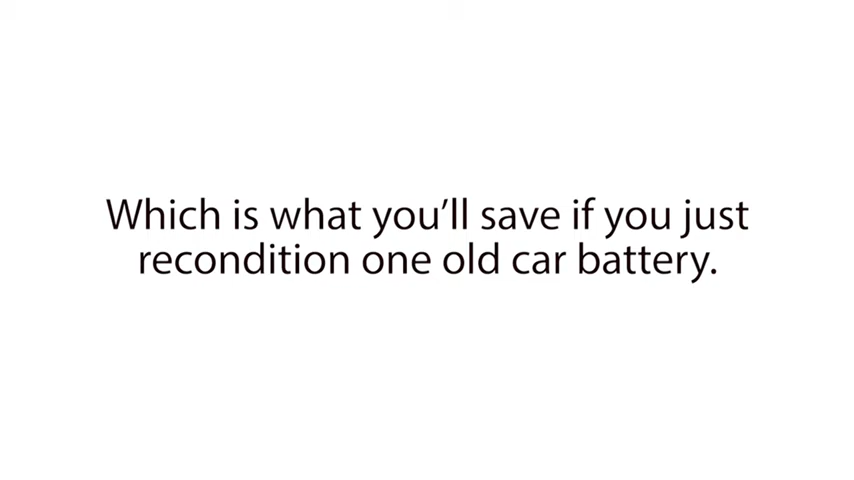 Which is what you’ll save if you just
recondition one old car battery.